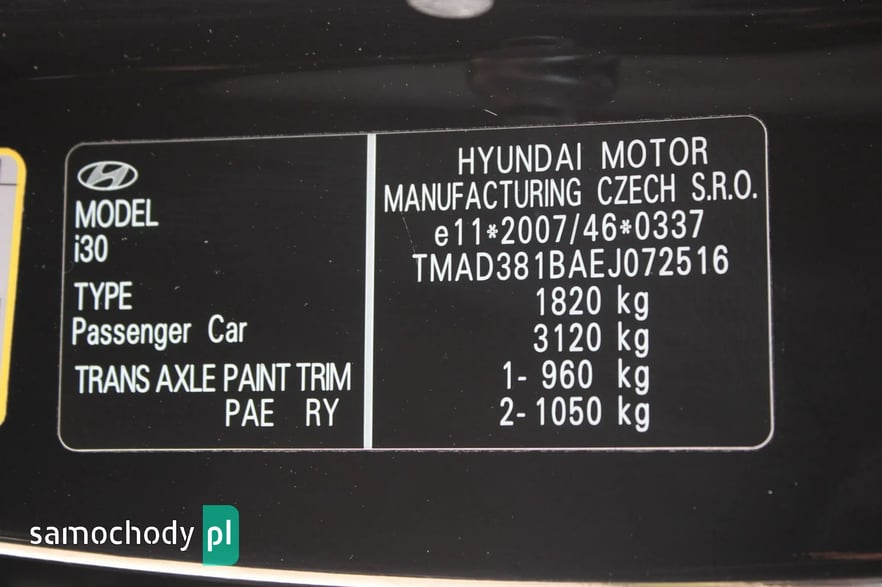 MODEL
i30
TYPE
Passenger Car
TRANS AXLE PAINT TRIM
PAE RY
HYUNDAI MOTOR
MANUFACTURING CZECH S.R.O.
e11*2007/46*0337
TMAD381BAEJ072516
1820 kg
3120 kg
1- 960 kg
2- 1050 kg
samochody pl